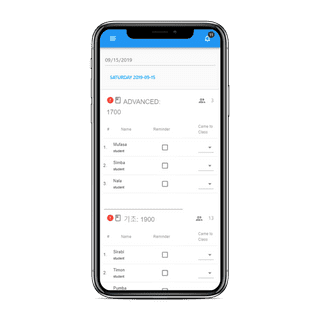 09/15/2019
SATURDAY 2019-09-15
ADVANCED: 3
1700
# Name Reminder Came to Class
1. Mufasa
student
2. Simba
student
3. Nala
student
기초: 1900
# Name Reminder Came to Class
1.
student
2. Timon
student
Pumba